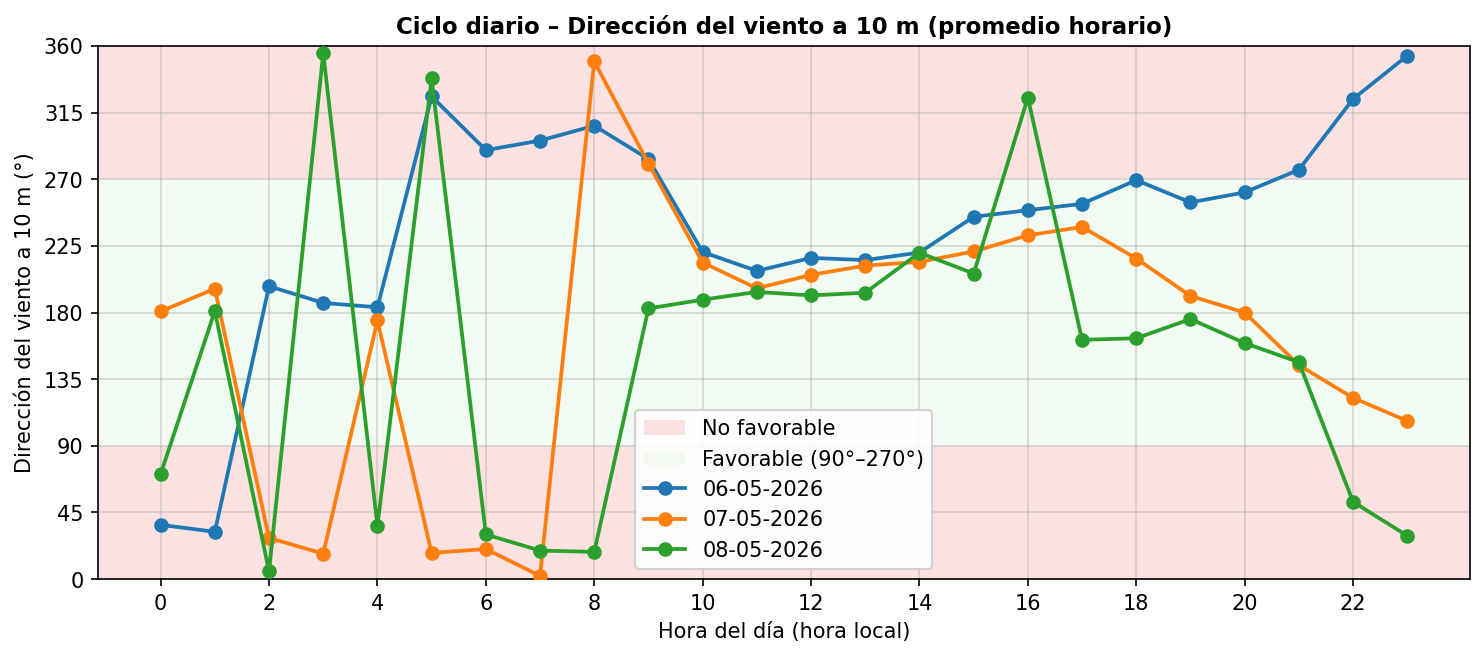 Ciclo diario – Dirección del viento a 10 m (promedio horario)
Dirección del viento a 10 m (°)
360
315
270
225
180
135
90
45
0
No favorable
Favorable (90°–270°)
06-05-2026
07-05-2026
08-05-2026
0 2 4 6 8 10 12 14 16 18 20 22
Hora del día (hora local)